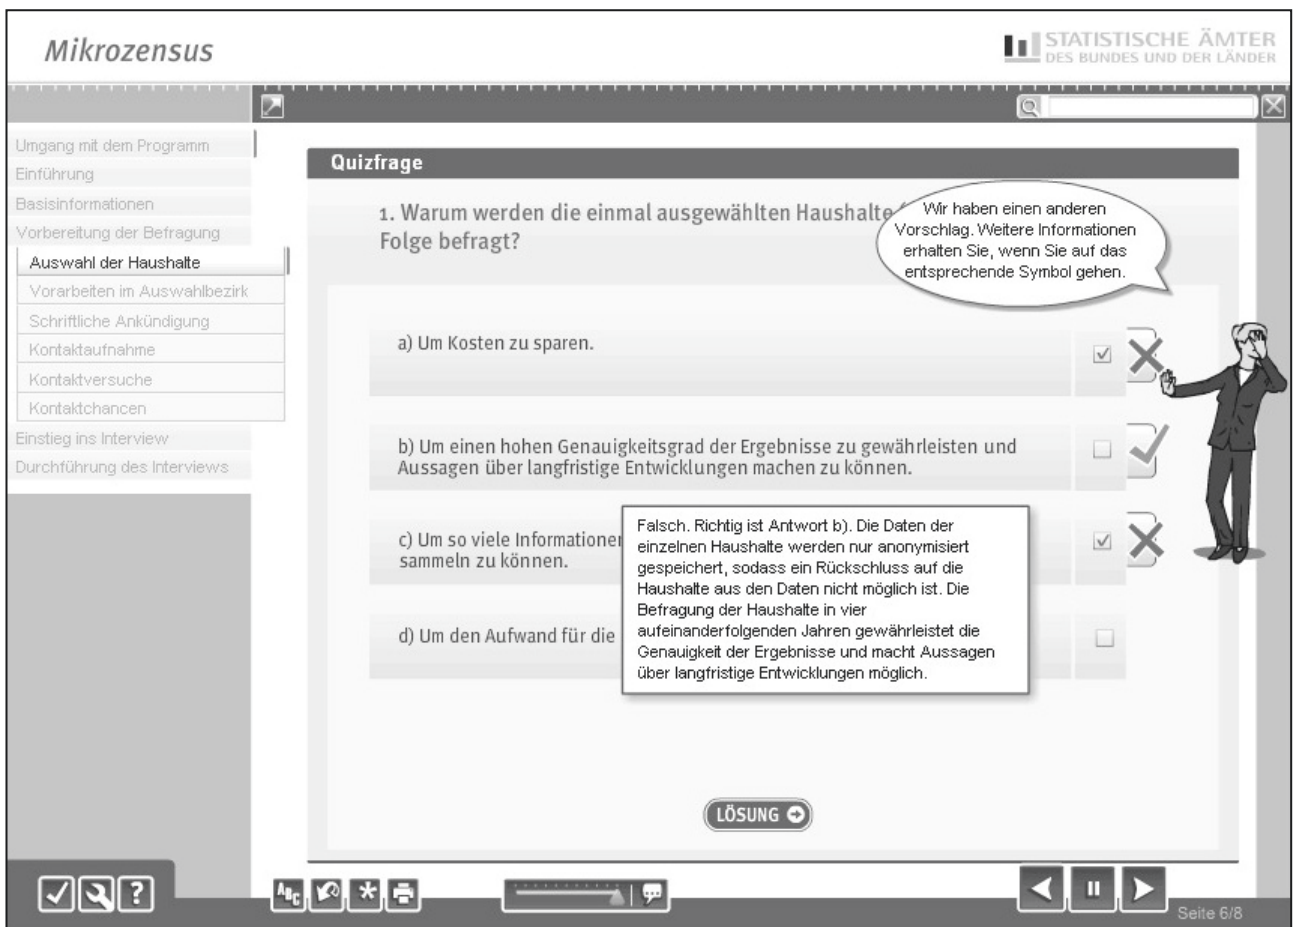 Mikrozensus
STATISTISCHE ÄMTER
DES BUNDES UND DER LÄNDER
Umgang mit dem Programm
Einführung
Basisinformationen
Vorbereitung der Befragung
Auswahl der Haushalte
Vorarbeiten im Auswahlbezirk
Schriftliche Ankündigung
Kontaktaufnahme
Kontaktversuche
Kontaktchancen
Einstieg ins Interview
Durchführung des Interviews
Quizfrage
1. Warum werden die einmal ausgewählten Haushalte
Folge befragt?
Wir haben einen anderen
Vorschlag. Weitere Informationen
erhalten Sie, wenn Sie auf das
entsprechende Symbol gehen.
a) Um Kosten zu sparen.
b) Um einen hohen Genauigkeitsgrad der Ergebnisse zu gewährleisten und
Aussagen über langfristige Entwicklungen machen zu können.
c) Um so viele Informationen
sammeln zu können.
d) Um den Aufwand für die
Falsch. Richtig ist Antwort b). Die Daten der
einzelnen Haushalte werden nur anonymisiert
gespeichert, sodass ein Rückschluss auf die
Haushalte aus den Daten nicht möglich ist. Die
Befragung der Haushalte in vier
aufeinanderfolgenden Jahren gewährleistet die
Genauigkeit der Ergebnisse und macht Aussagen
über langfristige Entwicklungen möglich.
LÖSUNG
?
ABC
Seite 6/8